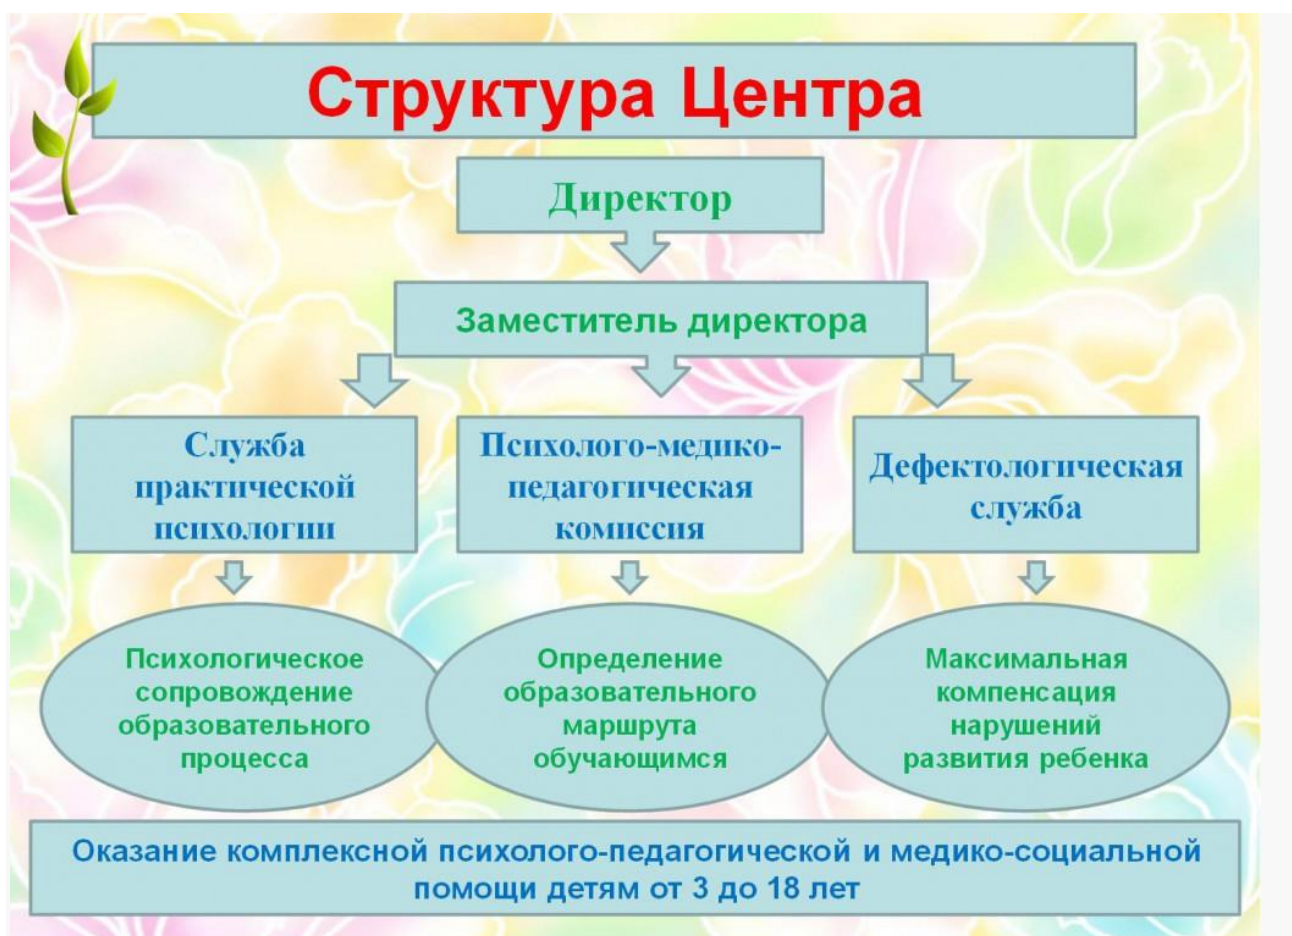 Структура Центра
Директор
Заместитель директора
Служба
практической
психологии
Психолого-медико-
педагогическая
комиссия
Дефектологическая
служба
Психологическое
сопровождение
образовательного
процесса
Определение
образовательного
маршрута
обучающимся
Максимальная
компенсация
нарушений
развития ребенка
Оказание комплексной психолого-педагогической и медико-социальной
помощи детям от 3 до 18 лет